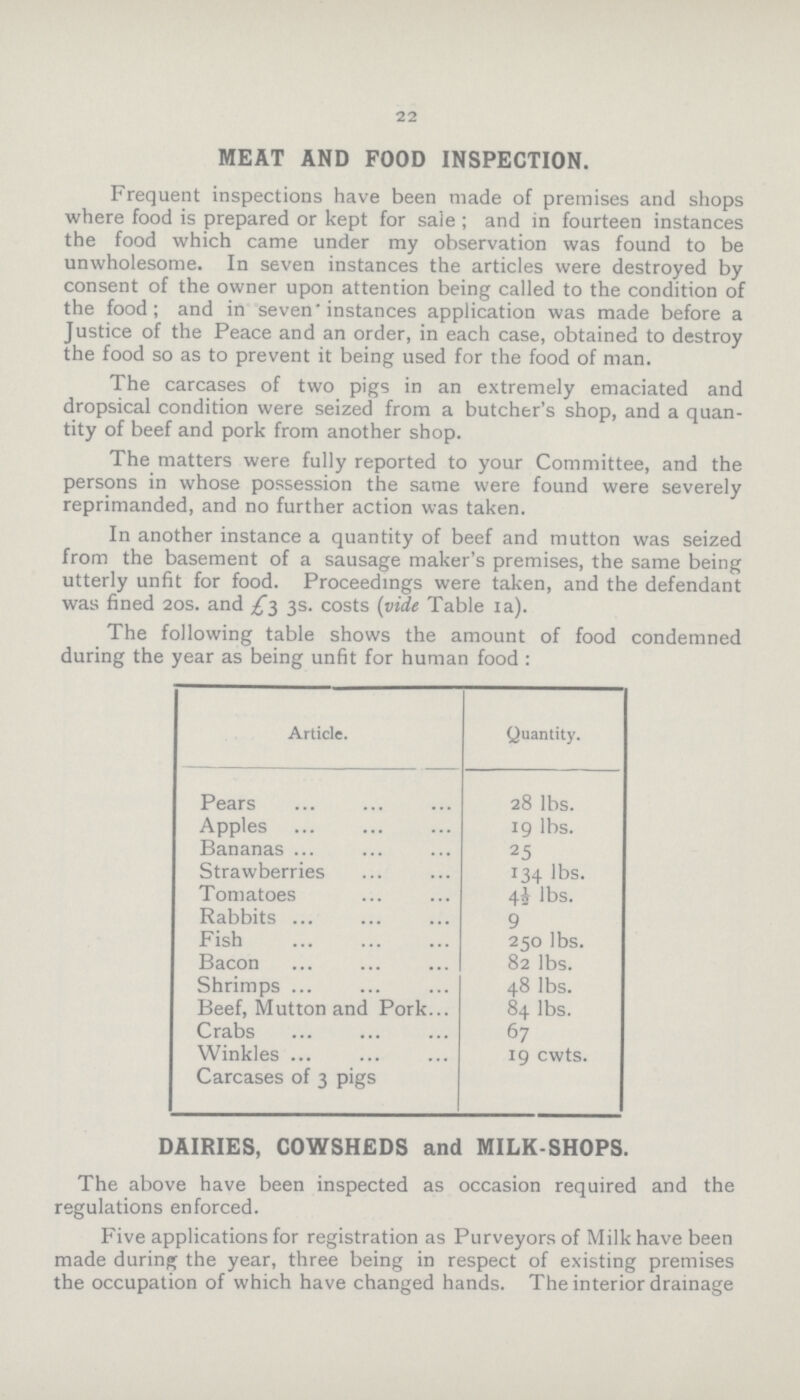 22
MEAT AND FOOD INSPECTION.
Frequent inspections have been made of premises and shops
where food is prepared or kept for sale; and in fourteen instances
the food which came under my observation was found to be
unwholesome. In seven instances the articles were destroyed by
consent of the owner upon attention being called to the condition of
the food; and in seven instances application was made before a
Justice of the Peace and an order, in each case, obtained to destroy
the food so as to prevent it being used for the food of man.
The carcases of two pigs in an extremely emaciated and
dropsical condition were seized from a butcher's shop, and a quan-
tity of beef and pork from another shop.
The matters were fully reported to your Committee, and the
persons in whose possession the same were found were severely
reprimanded, and no further action was taken.
In another instance a quantity of beef and mutton was seized
from the basement of a sausage maker's premises, the same being
utterly unfit for food. Proceedings were taken, and the defendant
was fined 20s. and £3 3s. costs (vide Table 1a).
The following table shows the amount of food condemned
during the year as being unfit for human food :
Article. Quantity.
Pears ... ... ... 28 lbs.
Apples ... ... ... 19 lbs.
Bananas ... ... ... 25
Strawberries ... ... 134 lbs.
Tomatoes ... ... 4½ lbs.
Rabbits ... ... ... 9
Fish ... ... ... 250 lbs.
Bacon ... ... ... 82 lbs.
Shrimps ... ... ... 48 lbs.
Beef, Mutton and Pork... 84 lbs.
Crabs ... ... ... 67
Winkles ... ... ... 19 cwts.
Carcases of 3 pigs
DAIRIES, COWSHEDS and MILK-SHOPS.
The above have been inspected as occasion required and the
regulations enforced.
Five applications for registration as Purveyors of Milk have been
made during the year, three being in respect of existing premises
the occupation of which have changed hands. The interior drainage